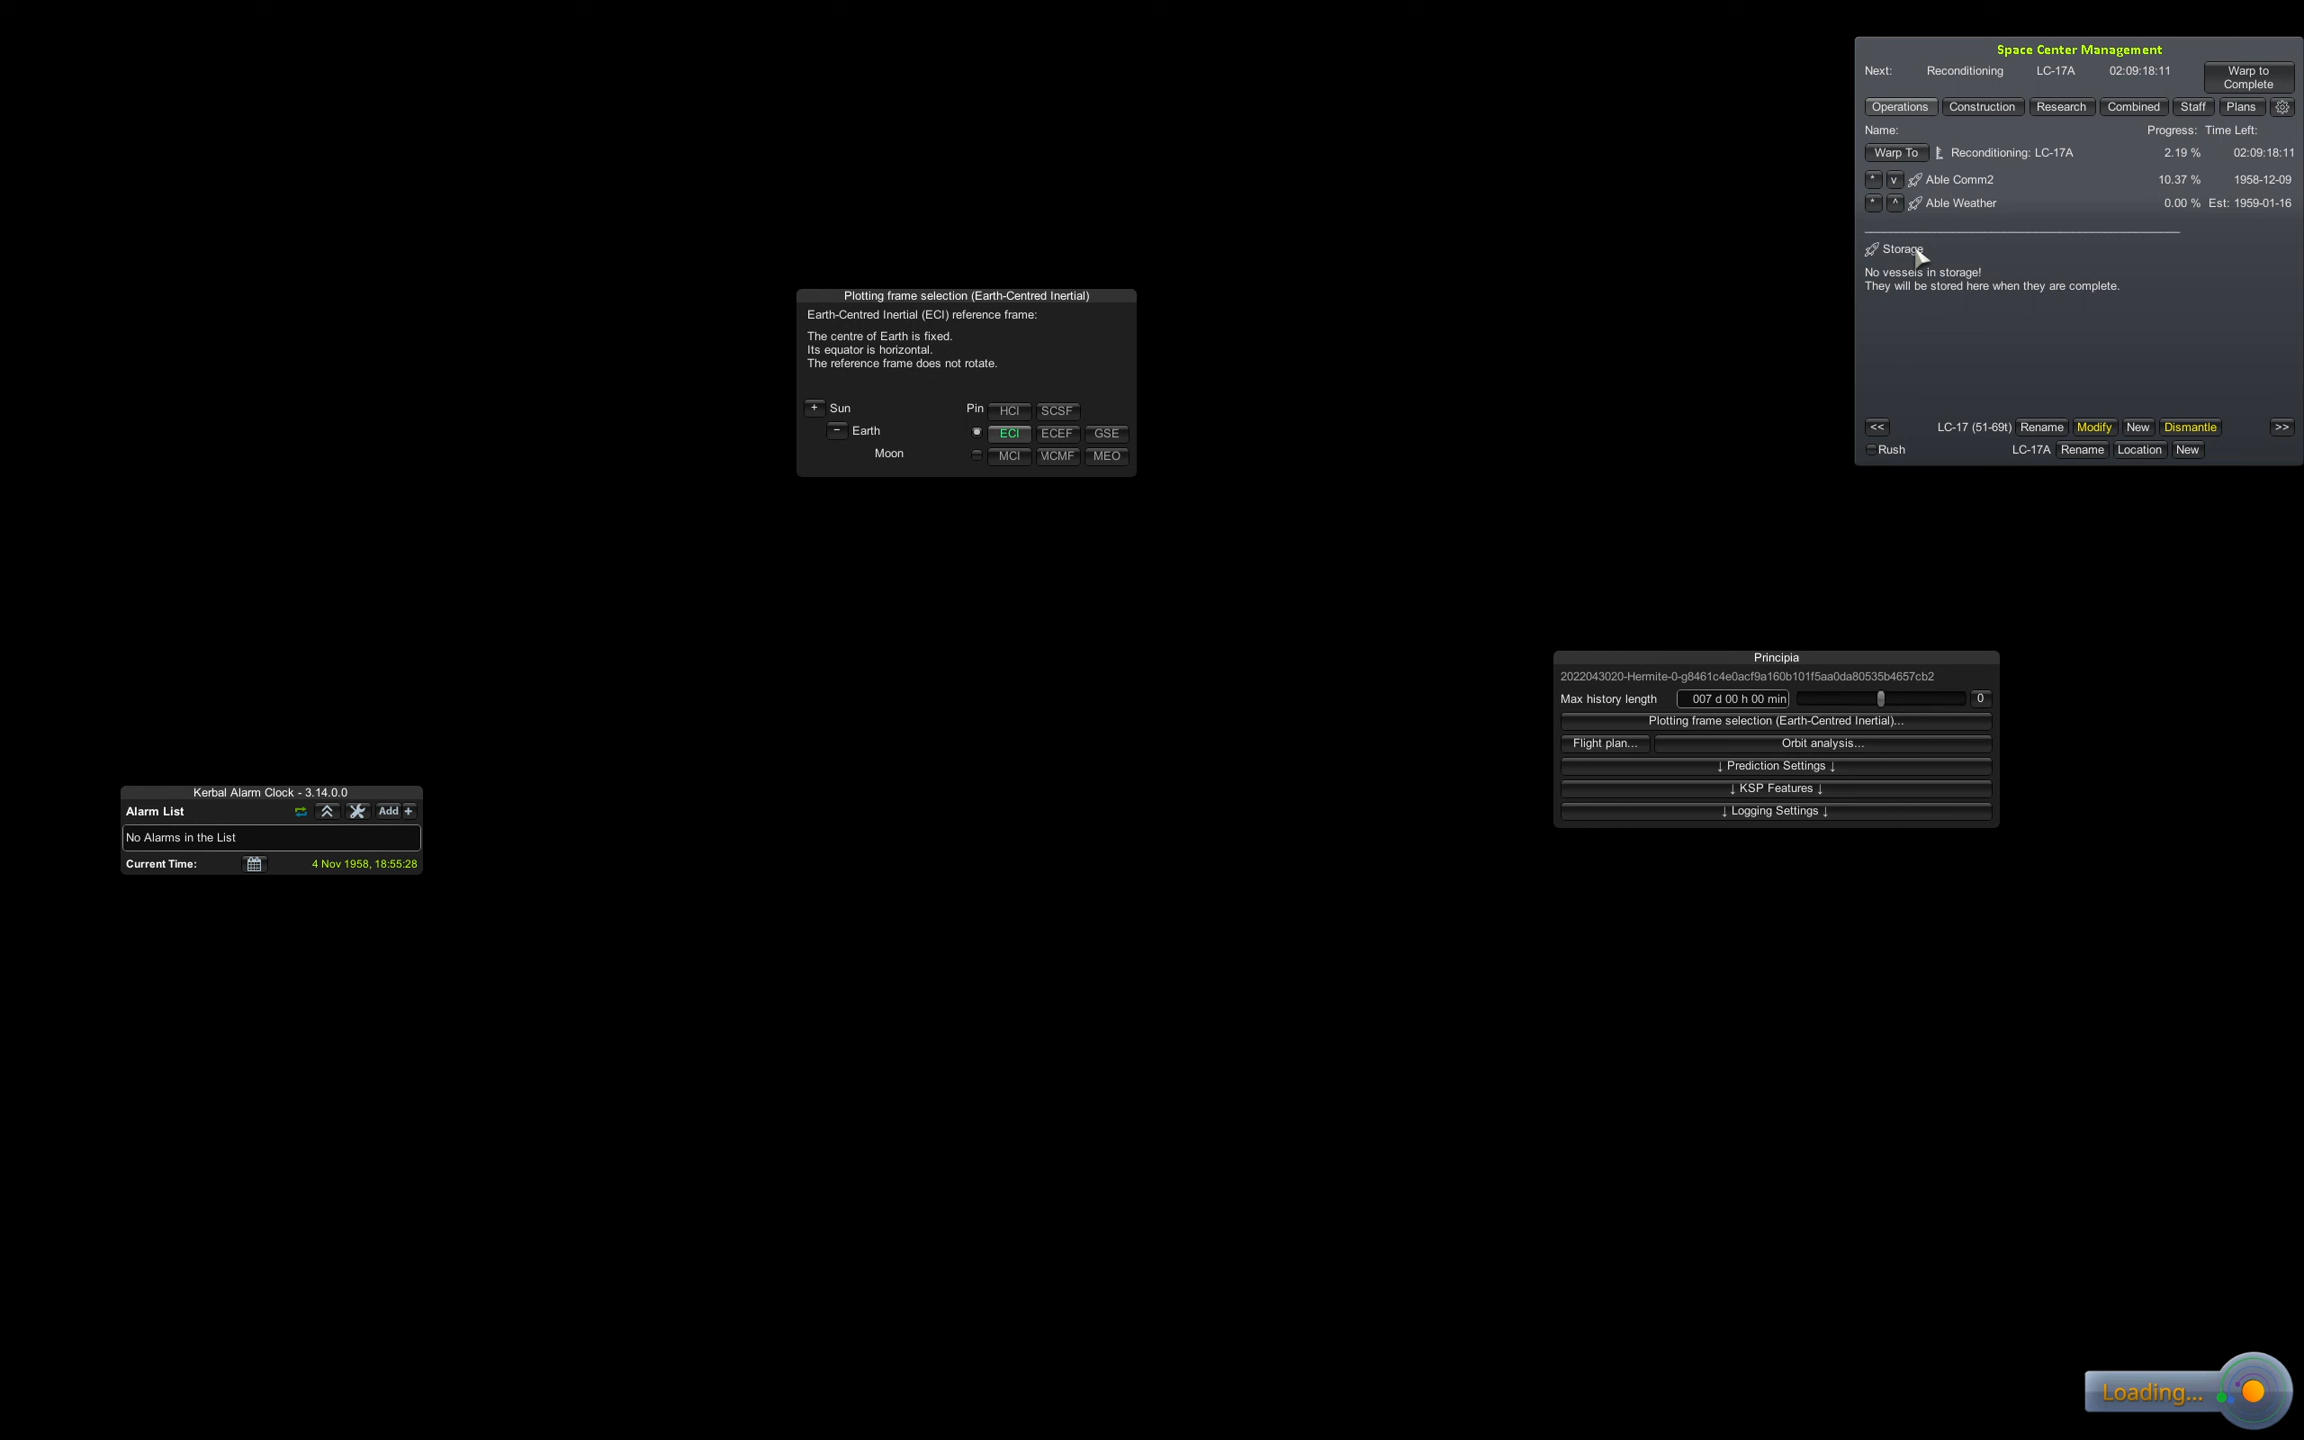 Space Center Management
Next: Reconditioning LC-17A 02:09:18:11 Warp to Complete
Operations Construction Research Combined Staff Plans
Name: Progress: Time Left:
Warp To Reconditioning: LC-17A 2.19 % 02:09:18:11
* v Able Comm2 10.37 % 1958-12-09
* ^ Able Weather 0.00 % Est: 1959-01-16
Storage
No vessels in storage!
They will be stored here when they are complete.
<< LC-17 (51-69t) Rename Modify New Dismantle >>
Rush LC-17A Rename Location New
Plotting frame selection (Earth-Centred Inertial)
Earth-Centred Inertial (ECI) reference frame:
The centre of Earth is fixed.
Its equator is horizontal.
The reference frame does not rotate.
+ Sun Pin HCI SCSF
− Earth ECI ECEF GSE
Moon MCI MCMF MEO
Principia
2022043020-Hermite-0-g8461c4e0acf9a160b101f5aa0da80535b4657cb2
Max history length 007 d 00 h 00 min 0
Plotting frame selection (Earth-Centred Inertial)...
Flight plan... Orbit analysis...
↓ Prediction Settings ↓
↓ KSP Features ↓
↓ Logging Settings ↓
Kerbal Alarm Clock - 3.14.0.0
Alarm List Add +
No Alarms in the List
Current Time: 4 Nov 1958, 18:55:28
Loading...